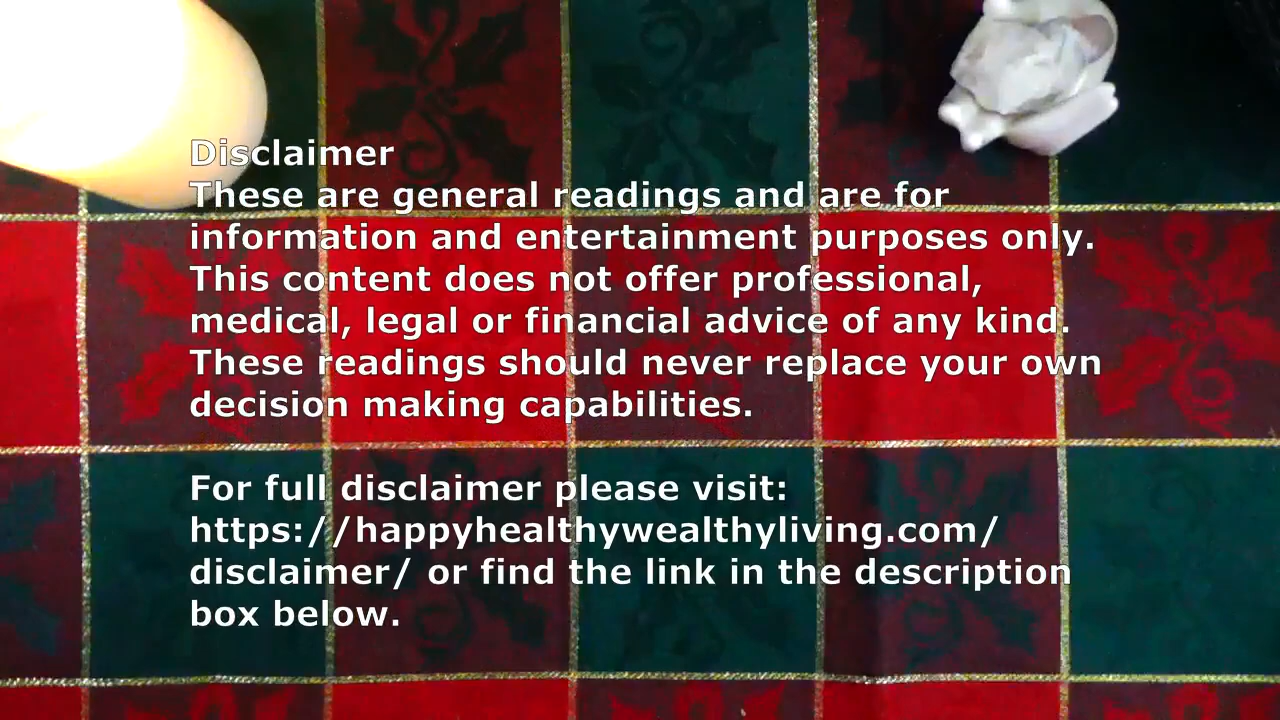 Disclaimer
These are general readings and are for
information and entertainment purposes only.
This content does not offer professional,
medical, legal or financial advice of any kind.
These readings should never replace your own
decision making capabilities.
For full disclaimer please visit:
https://happyhealthywealthyliving.com/
disclaimer/ or find the link in the description
box below.